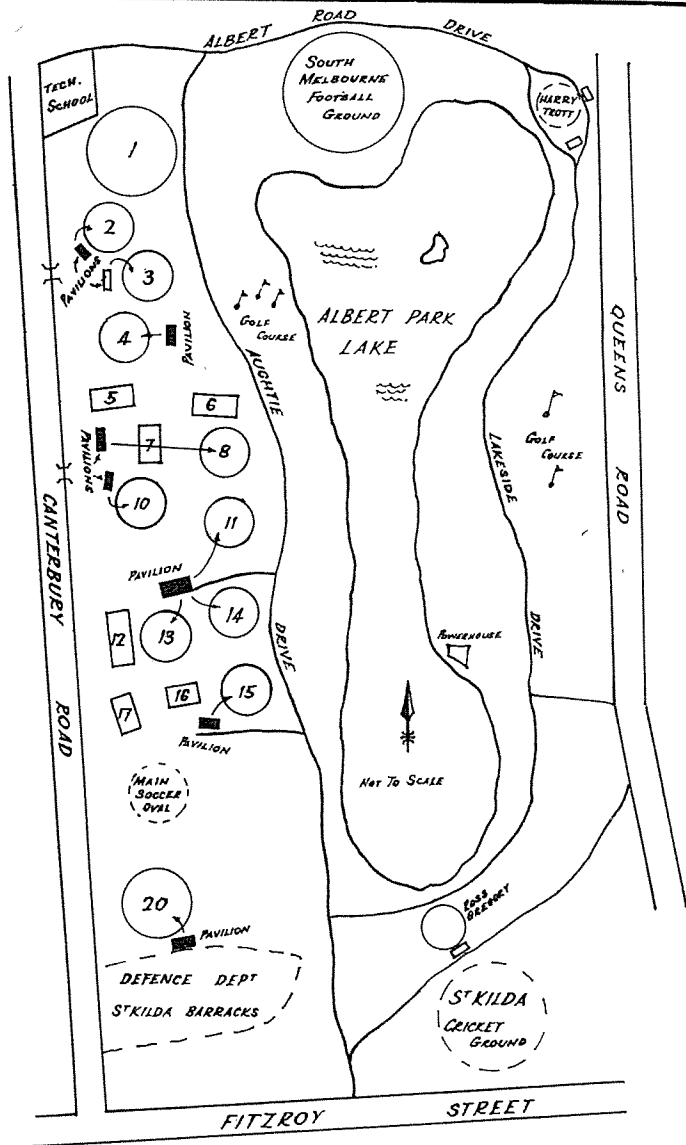 ALBERT ROAD DRIVE
TECH.
SCHOOL
SOUTH
MELBOURNE
FOOTBALL
GROUND
HARRY
TROTT
1
2
PAVILIONS
3
4
PAVILION
GOLF
COURSE
ALBERT PARK
LAKE
QUEENS ROAD
AUGHTIE DRIVE
5
6
7
8
PAVILIONS
10
11
GOLF
COURSE
LAKESIDE DRIVE
CANTERBURY ROAD
PAVILION
12
13
14
POWERHOUSE
15
16
17
PAVILION
NOT TO SCALE
MAIN
SOCCER
OVAL
20
PAVILION
ROSS
GREGORY
DEFENCE DEPT
ST KILDA BARRACKS
ST KILDA
CRICKET
GROUND
FITZROY STREET